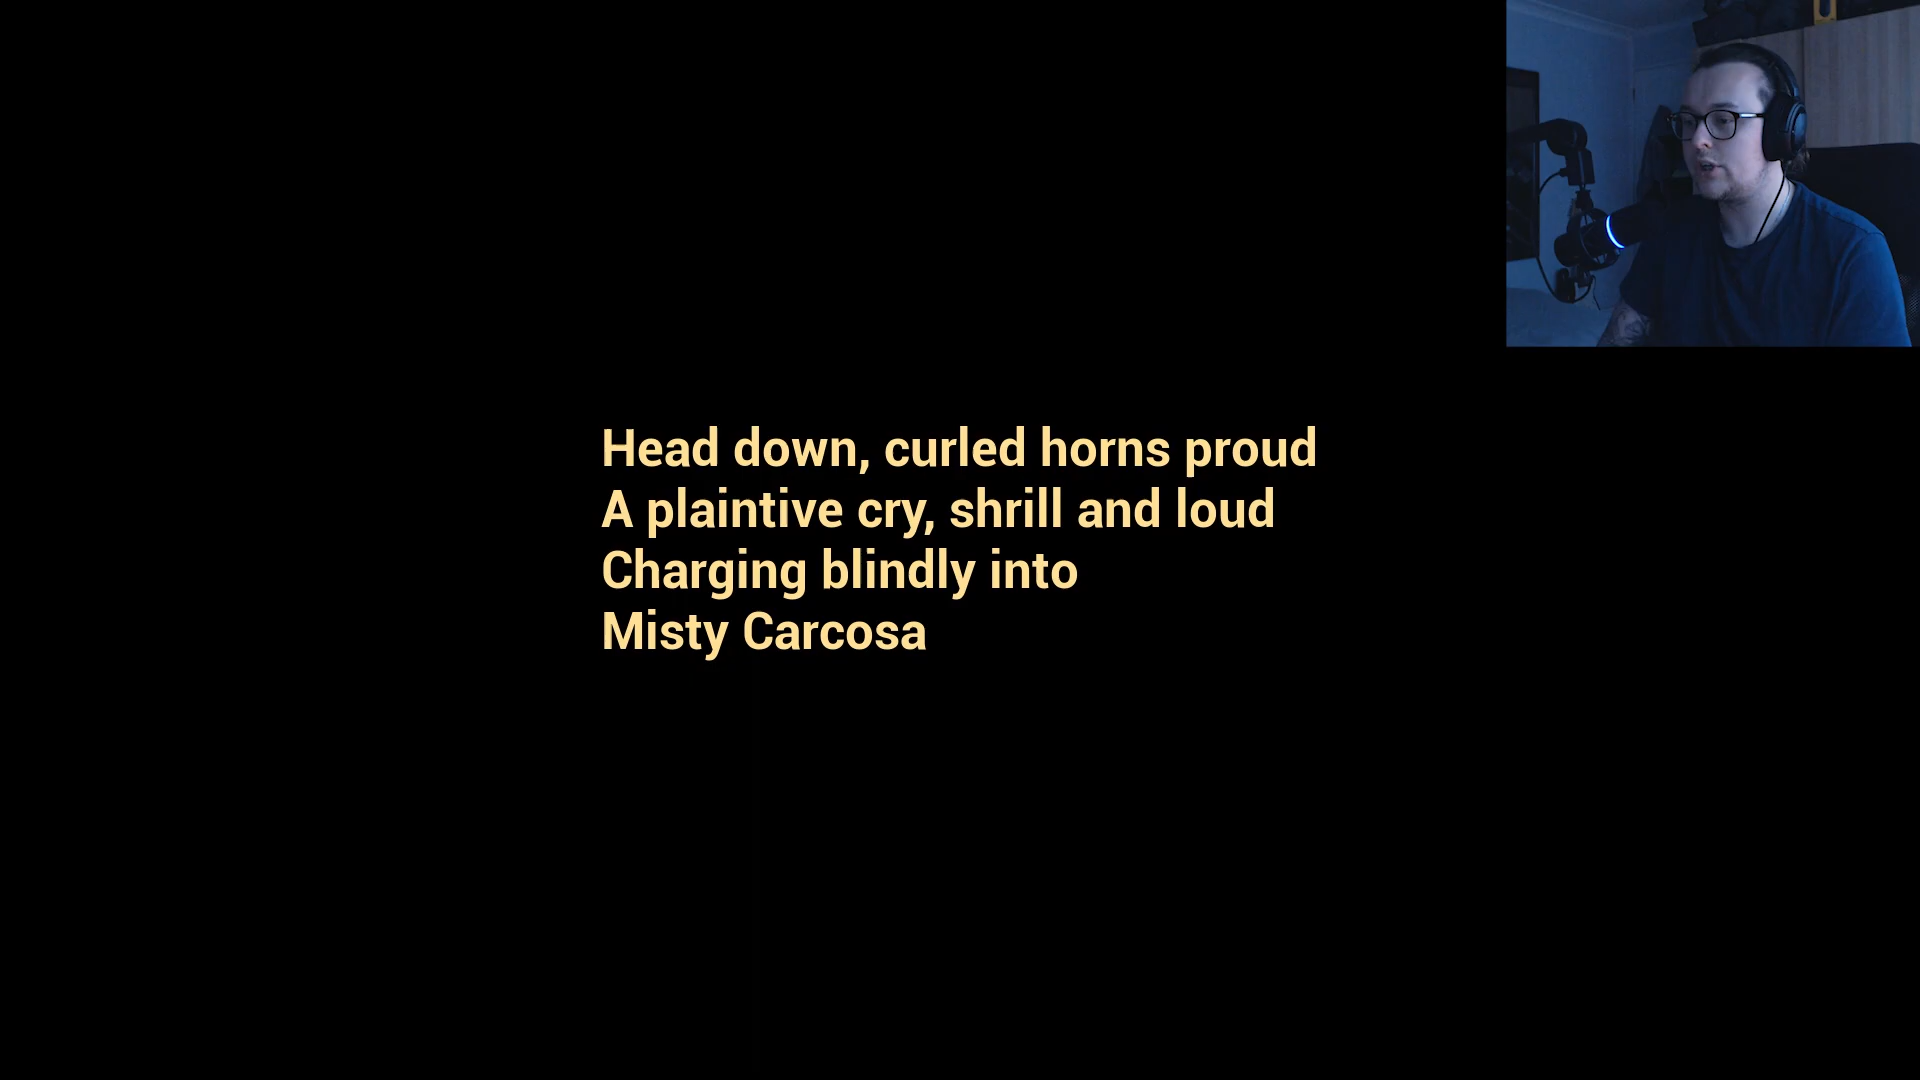 Head down, curled horns proud
A plaintive cry, shrill and loud
Charging blindly into
Misty Carcosa